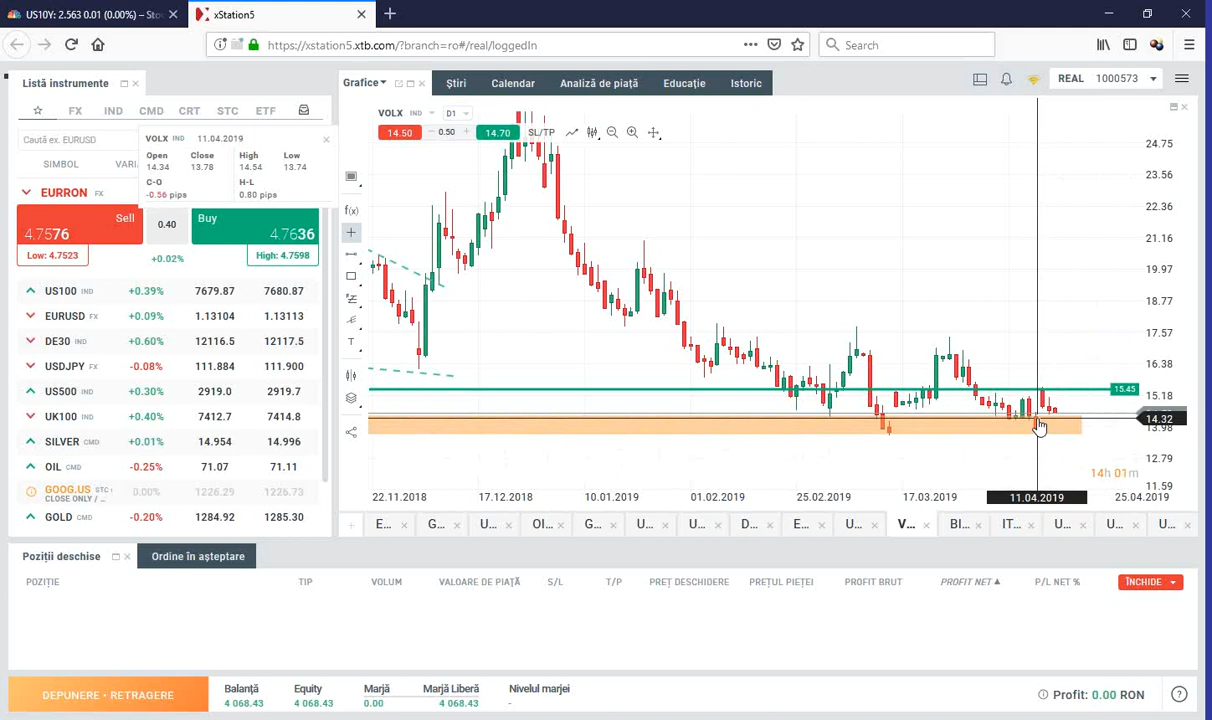 US10Y: 2.563 0.01 (0.00%) – Sto
xStation5
https://xstation5.xtb.com/?branch=ro#/real/loggedIn
Search
Listă instrumente
Grafice
Știri
Calendar
Analiză de piață
Educație
Istoric
REAL 1000573
FX IND CMD CRT STC ETF
Caută ex. EURUSD
SIMBOL VARIA
VOLX IND 11.04.2019
Open Close High Low
14.34 13.78 14.54 13.74
C-O H-L
-0.56 pips 0.80 pips
EURRON FX
Sell 4.7576
0.40
Buy 4.7636
Low: 4.7523
+0.02%
High: 4.7598
US100 IND +0.39% 7679.87 7680.87
EURUSD FX +0.09% 1.13104 1.13113
DE30 IND +0.60% 12116.5 12117.5
USDJPY FX -0.08% 111.884 111.900
US500 IND +0.30% 2919.0 2919.7
UK100 IND +0.40% 7412.7 7414.8
SILVER CMD +0.01% 14.954 14.996
OIL CMD -0.25% 71.07 71.11
GOOG.US STC 0.00% 1226.29 1226.73
CLOSE ONLY / ...
GOLD CMD -0.20% 1284.92 1285.30
VOLX IND D1
14.50 0.50 14.70 SL/TP
f(x)
T
24.75
23.56
22.36
21.16
19.97
18.77
17.57
16.38
15.45
15.18
14.32
13.98
12.79
11.59
14h 01m
22.11.2018 17.12.2018 10.01.2019 01.02.2019 25.02.2019 17.03.2019 11.04.2019 25.04.2019
E... G... U... OI... G... U... U... D... E... U... V... BI... IT... U... U... U...
Poziții deschise
Ordine în așteptare
POZIȚIE TIP VOLUM VALOARE DE PIAȚĂ S/L T/P PREȚ DESCHIDERE PREȚUL PIEȚEI PROFIT BRUT PROFIT NET P/L NET % ÎNCHIDE
DEPUNERE • RETRAGERE
Balanță Equity Marjă Marjă Liberă Nivelul marjei
4 068.43 4 068.43 0.00 4 068.43 -
Profit: 0.00 RON